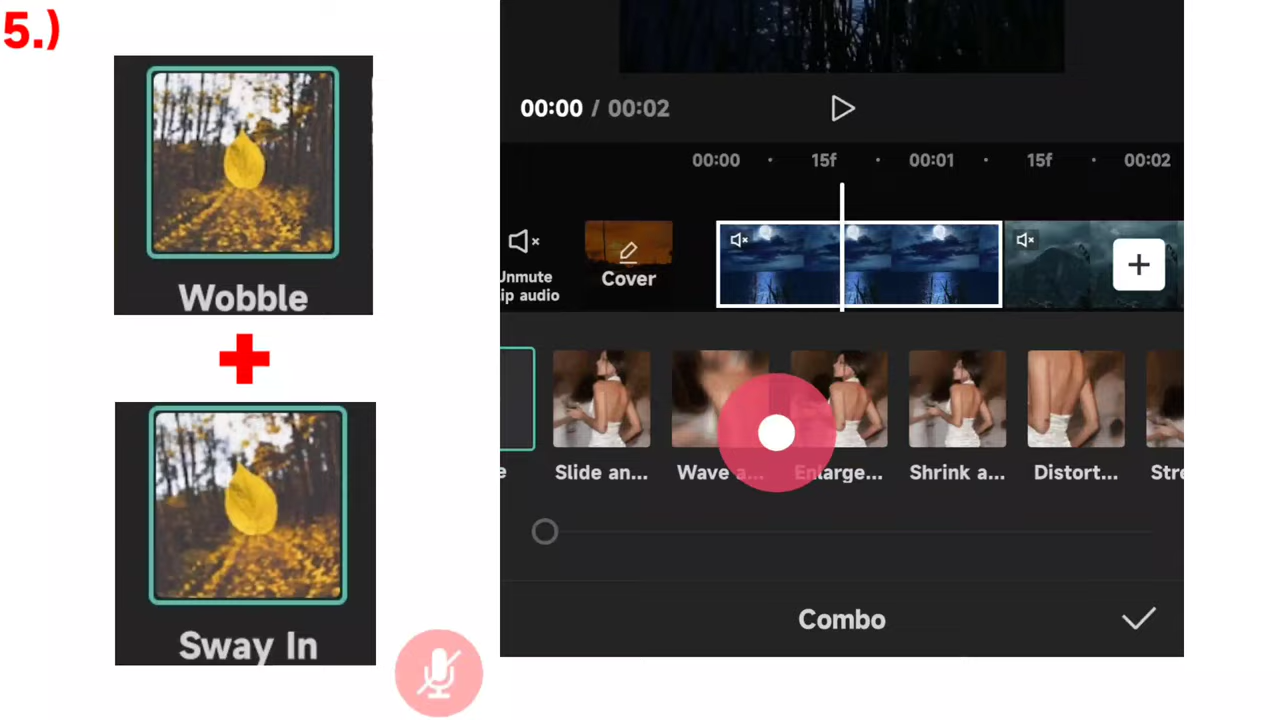 5.)
Wobble
Sway In
00:00 / 00:02
00:00 15f 00:01 15f 00:02
Unmute
ip audio
Cover
e
Slide an... Wave a... Enlarge... Shrink a... Distort... Stre
Combo